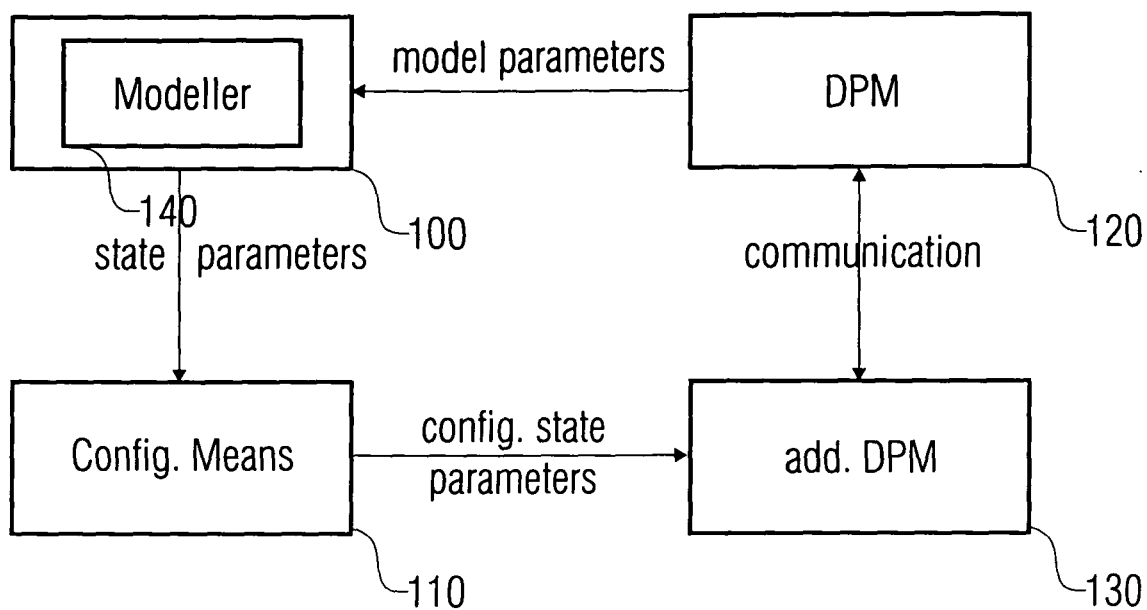 Modeller
model parameters
DPM
140
100
120
state parameters
communication
Config. Means
config. state
parameters
add. DPM
110
130